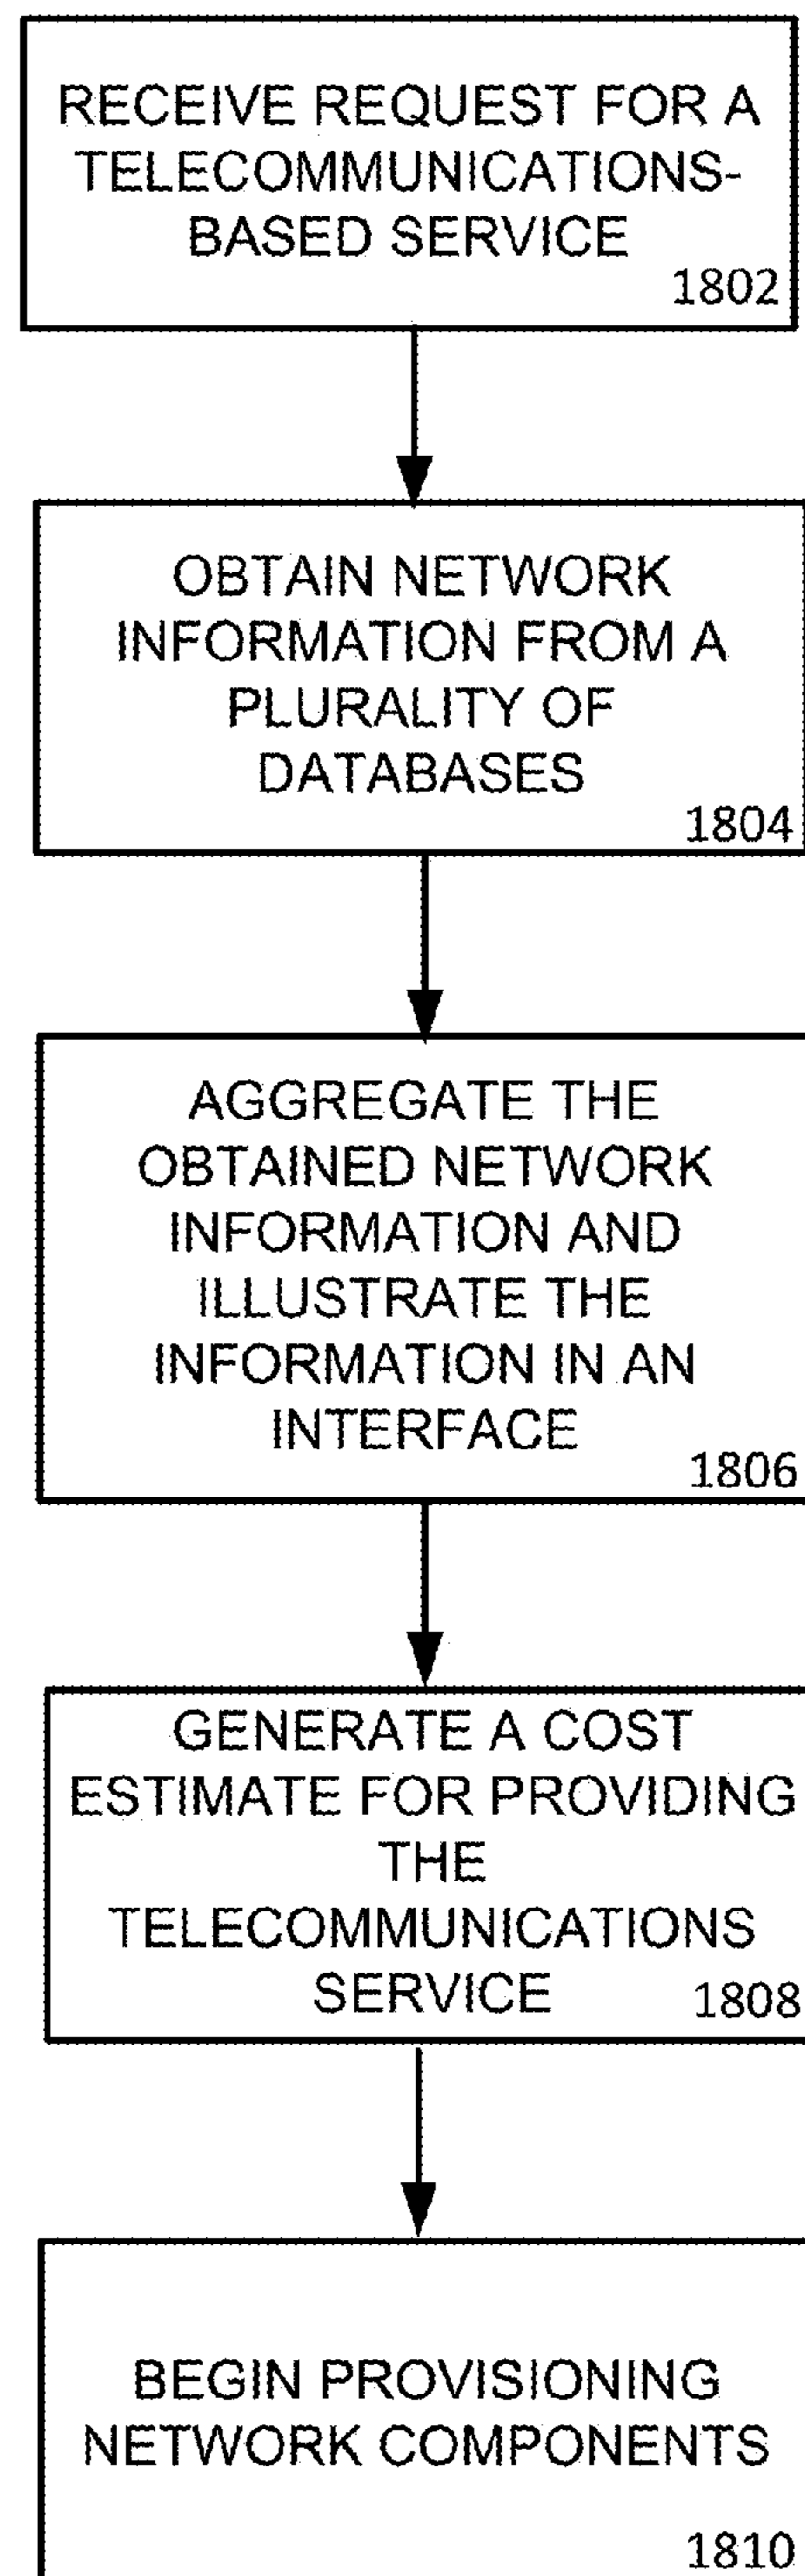 RECEIVE REQUEST FOR A
TELECOMMUNICATIONS-
BASED SERVICE
1802
OBTAIN NETWORK
INFORMATION FROM A
PLURALITY OF
DATABASES
1804
AGGREGATE THE
OBTAINED NETWORK
INFORMATION AND
ILLUSTRATE THE
INFORMATION IN AN
INTERFACE
1806
GENERATE A COST
ESTIMATE FOR PROVIDING
THE
TELECOMMUNICATIONS
SERVICE
1808
BEGIN PROVISIONING
NETWORK COMPONENTS
1810